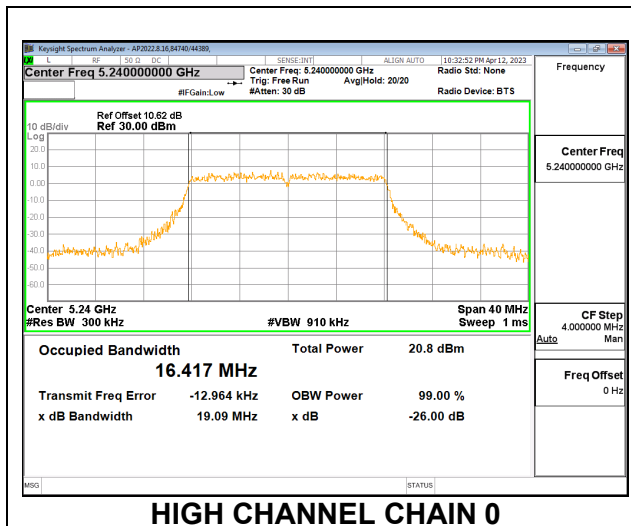 Keysight Spectrum Analyzer - AP2022.8.16,84740/44389,
LXI L RF 50 Ω DC SENSE:INT ALIGN AUTO 10:32:52 PM Apr 12, 2023
Center Freq 5.240000000 GHz
Center Freq: 5.240000000 GHz
Radio Std: None
Trig: Free Run
Avg|Hold: 20/20
#IFGain:Low
#Atten: 30 dB
Radio Device: BTS
Frequency
Ref Offset 10.62 dB
10 dB/div
Ref 30.00 dBm
Log
20.0
10.0
0.00
-10.0
-20.0
-30.0
-40.0
-50.0
-60.0
Center 5.24 GHz
Span 40 MHz
#Res BW 300 kHz
#VBW 910 kHz
Sweep 1 ms
Center Freq
5.240000000 GHz
CF Step
4.000000 MHz
Auto Man
Freq Offset
0 Hz
Occupied Bandwidth
16.417 MHz
Total Power 20.8 dBm
Transmit Freq Error -12.964 kHz
OBW Power 99.00 %
x dB Bandwidth 19.09 MHz
x dB -26.00 dB
MSG
STATUS
HIGH CHANNEL CHAIN 0